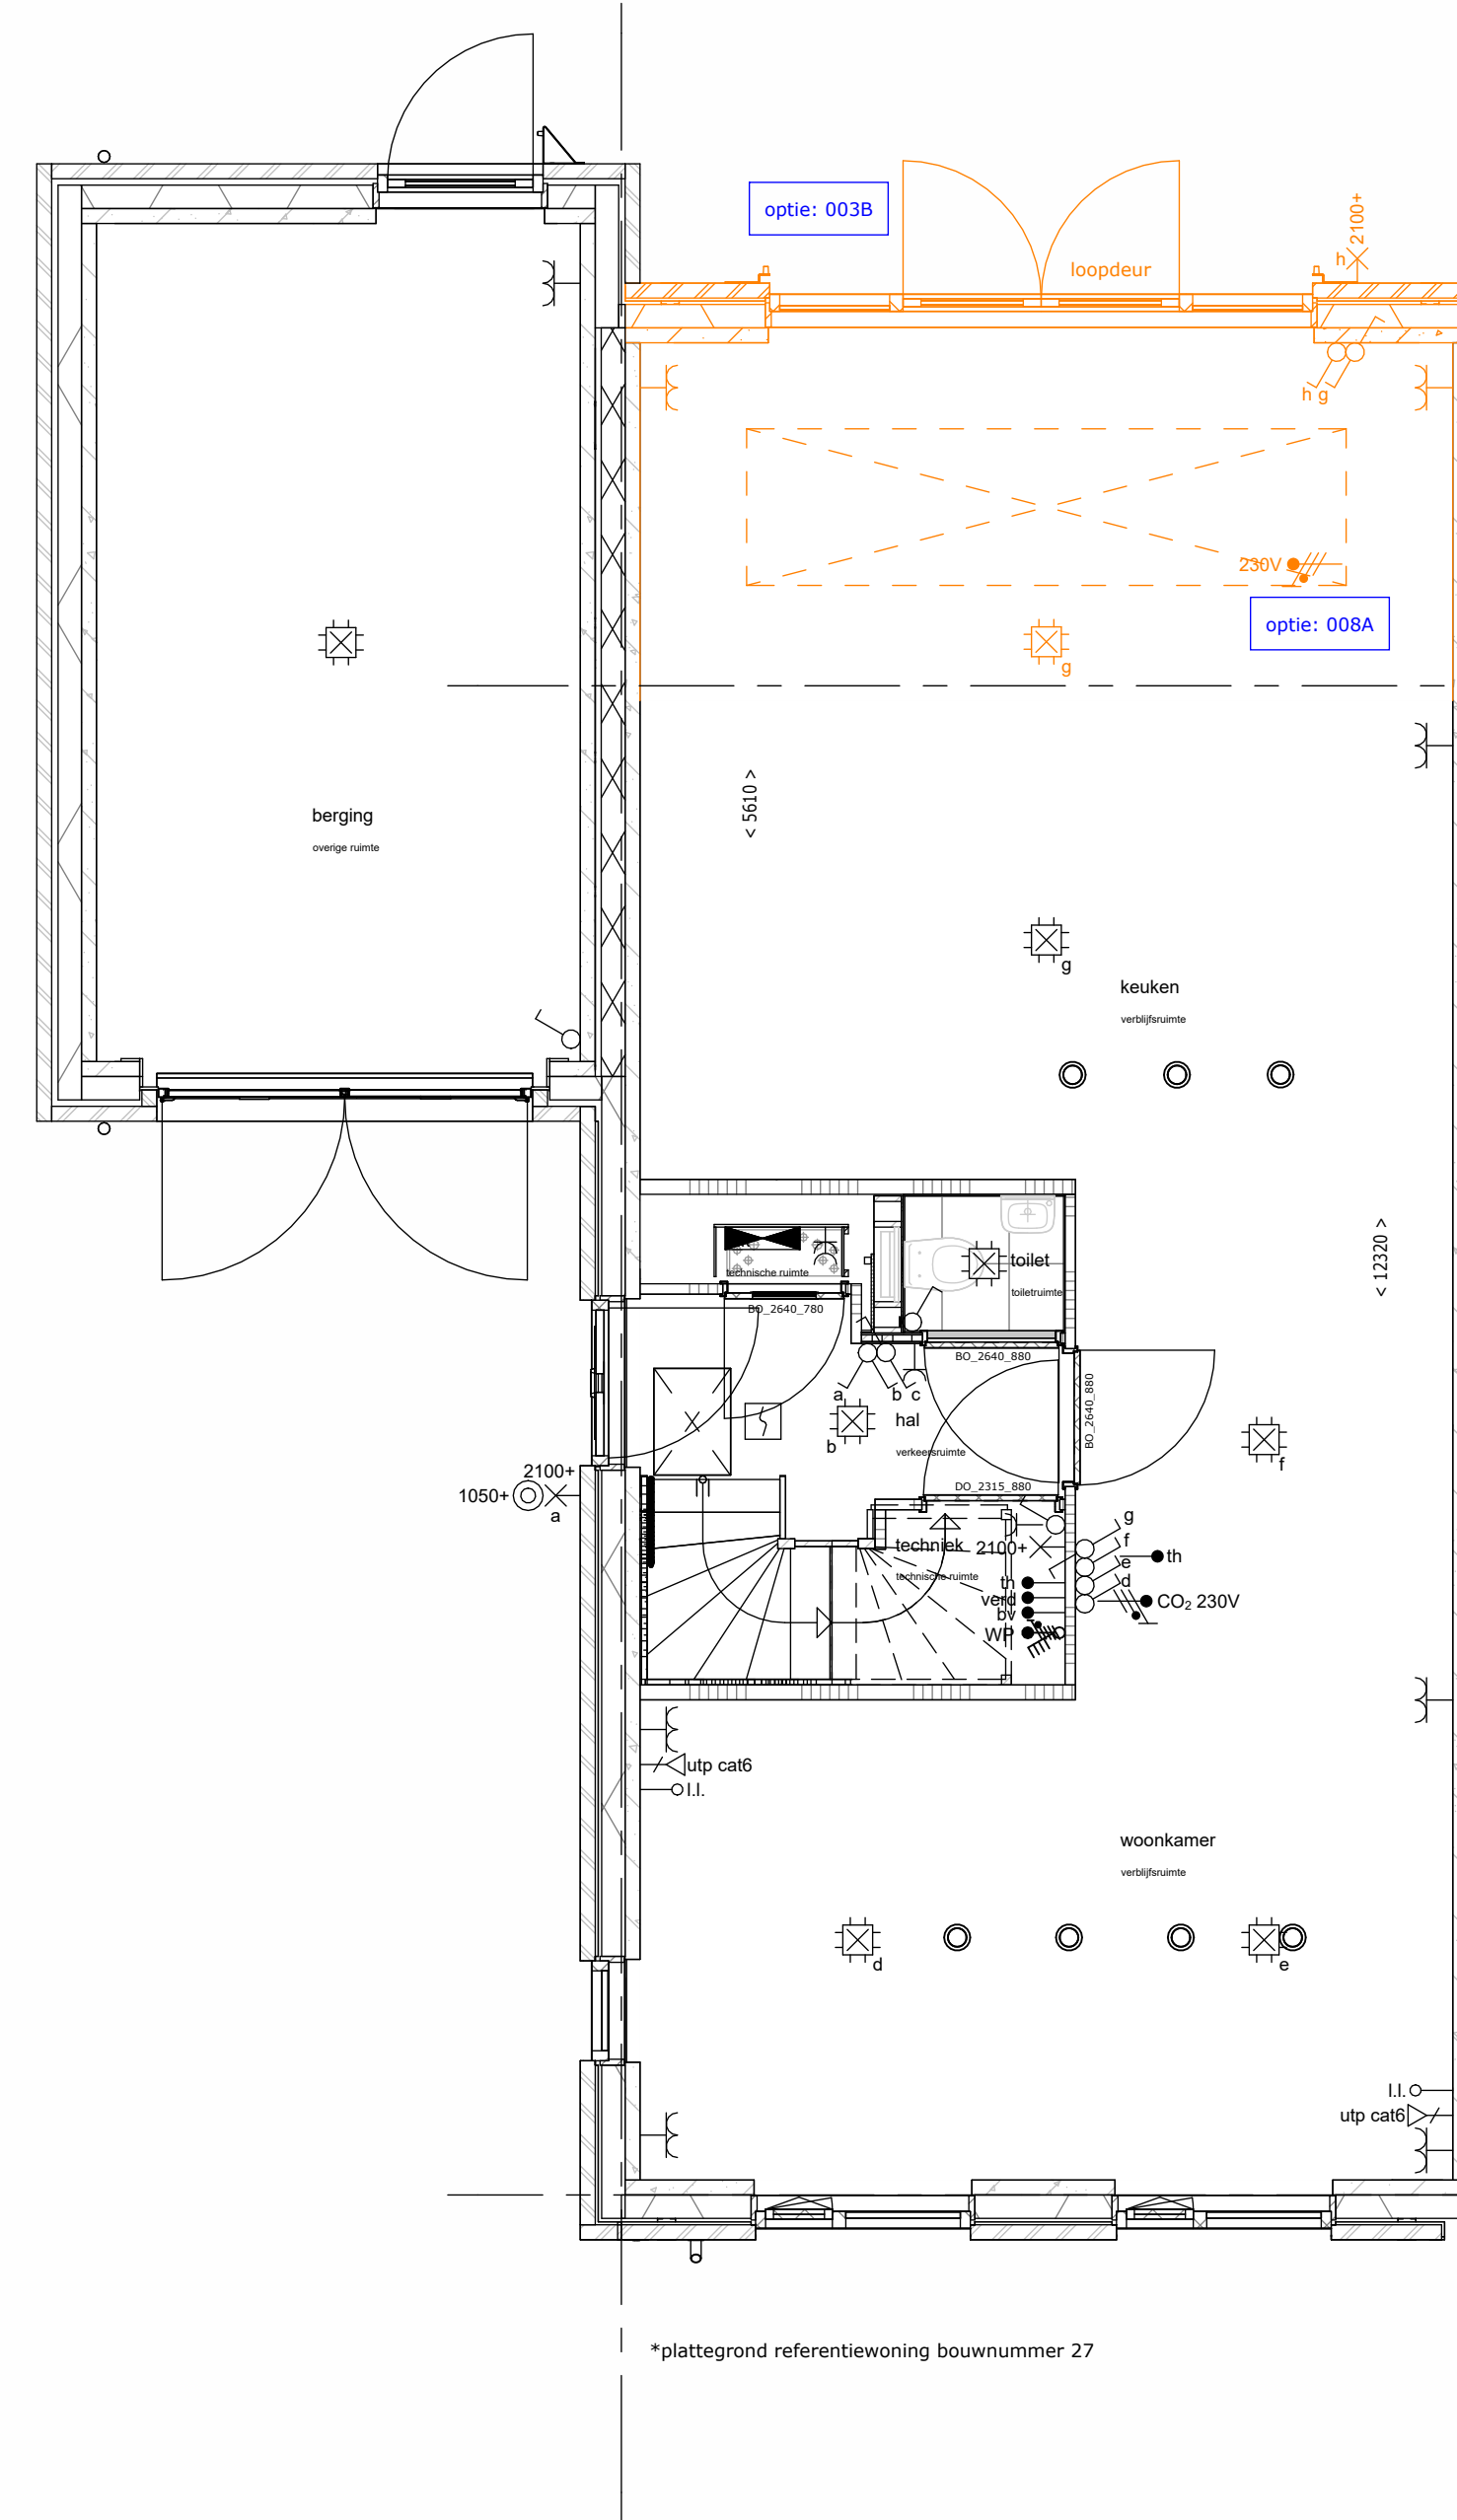 optie: 003B
loopdeur
h
2100+
h g
230V
optie: 008A
g
< 5610 >
berging
overige ruimte
g
keuken
verblijfsruimte
< 12320 >
technische ruimte
BO_2640_780
toilet
toiletruimte
BO_2640_880
BO_2640_880
a
b
c
hal
verkeersruimte
b
f
2100+
1050+
a
DO_2315_880
techniek
technische ruimte
2100+
g
f
e
d
th
CO₂ 230V
th
verd
bv
WP
utp cat6
l.l.
woonkamer
verblijfsruimte
d
e
l.l.
utp cat6
*plattegrond referentiewoning bouwnummer 27